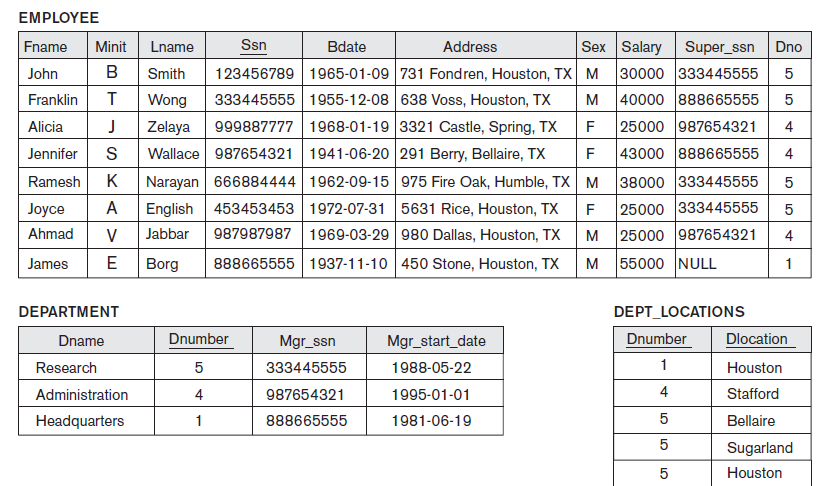 EMPLOYEE
Fname Minit Lname Ssn Bdate Address Sex Salary Super_ssn Dno
John B Smith 123456789 1965-01-09 731 Fondren, Houston, TX M 30000 333445555 5
Franklin T Wong 333445555 1955-12-08 638 Voss, Houston, TX M 40000 888665555 5
Alicia J Zelaya 999887777 1968-01-19 3321 Castle, Spring, TX F 25000 987654321 4
Jennifer S Wallace 987654321 1941-06-20 291 Berry, Bellaire, TX F 43000 888665555 4
Ramesh K Narayan 666884444 1962-09-15 975 Fire Oak, Humble, TX M 38000 333445555 5
Joyce A English 453453453 1972-07-31 5631 Rice, Houston, TX F 25000 333445555 5
Ahmad V Jabbar 987987987 1969-03-29 980 Dallas, Houston, TX M 25000 987654321 4
James E Borg 888665555 1937-11-10 450 Stone, Houston, TX M 55000 NULL 1
DEPARTMENT
Dname Dnumber Mgr_ssn Mgr_start_date
Research 5 333445555 1988-05-22
Administration 4 987654321 1995-01-01
Headquarters 1 888665555 1981-06-19
DEPT_LOCATIONS
Dnumber Dlocation
1 Houston
4 Stafford
5 Bellaire
5 Sugarland
5 Houston